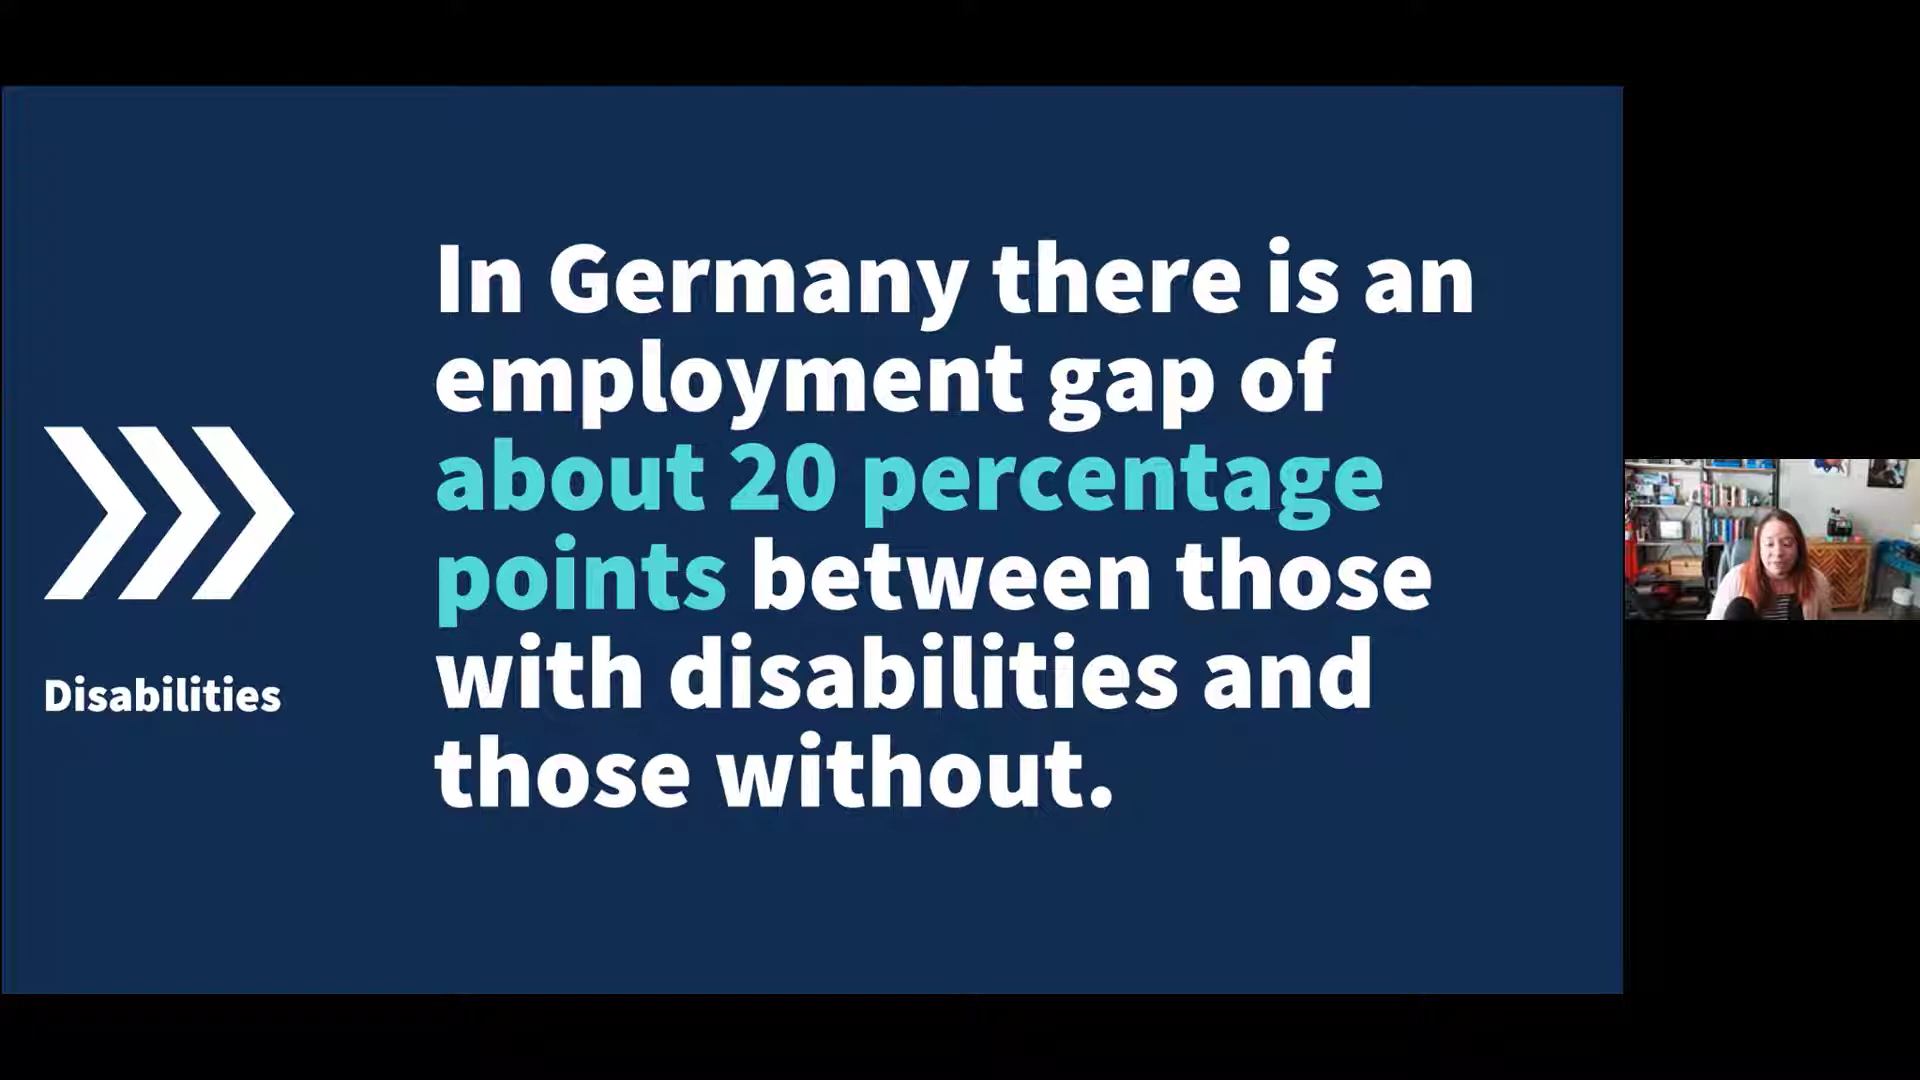 In Germany there is an
employment gap of
about 20 percentage
points between those
with disabilities and
those without.
Disabilities